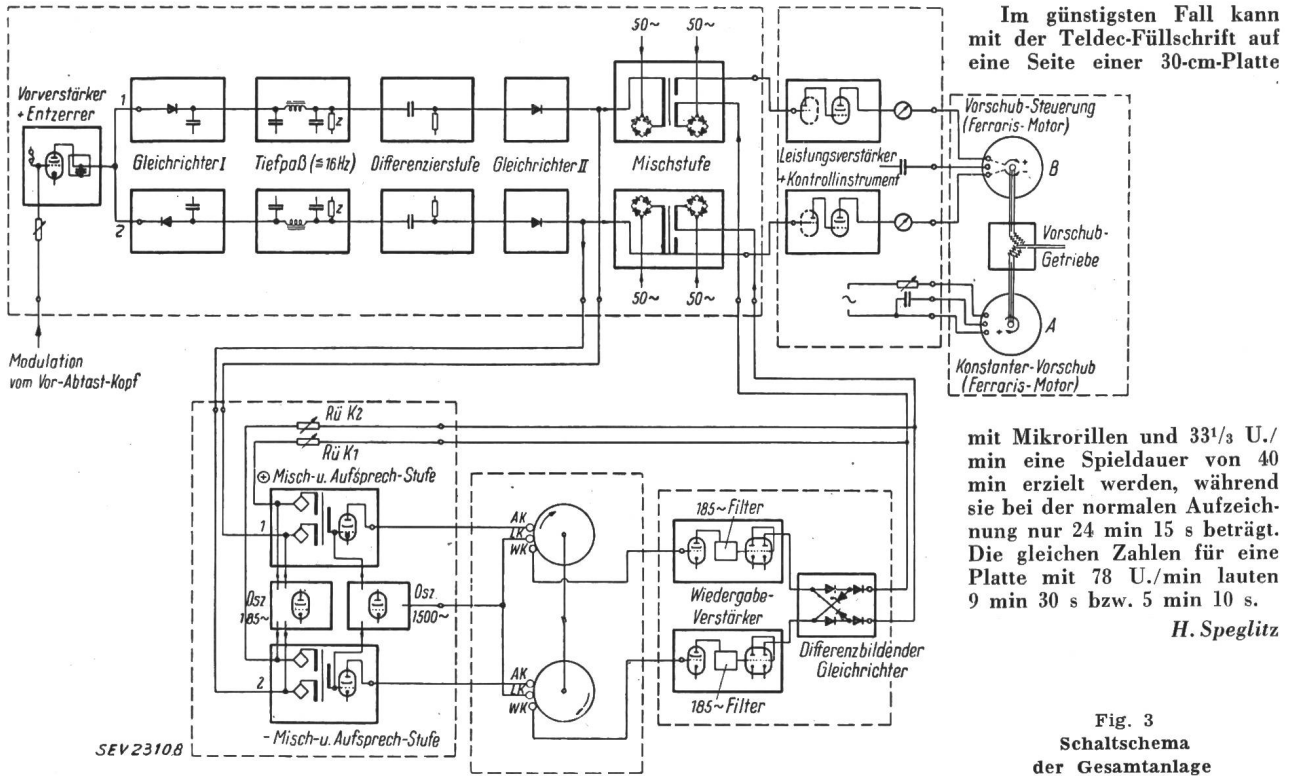 Im günstigsten Fall kann
mit der Teldec-Füllschrift auf
eine Seite einer 30-cm-Platte
50~ 50~
Vorverstärker
+ Entzerrer
1
Gleichrichter I
z
Tiefpaß (≦ 16 Hz)
Differenzierstufe
Gleichrichter II
Mischstufe
2
z
50~ 50~
Leistungsverstärker
+ Kontrollinstrument
Vorschub-Steuerung
(Ferraris-Motor)
B
Vorschub-
Getriebe
A
Konstanter-Vorschub
(Ferraris-Motor)
Modulation
vom Vor-Abtast-Kopf
Rü K2
Rü K1
⊕ Misch- u. Aufsprech-Stufe
1
Osz
185~
Osz
1500~
2
- Misch- u. Aufsprech-Stufe
AK
LK
WK
AK
LK
WK
185~ Filter
Wiedergabe-
Verstärker
185~ Filter
Differenzbildender
Gleichrichter
SEV 23108
mit Mikrorillen und 33 1/3 U./
min eine Spieldauer von 40
min erzielt werden, während
sie bei der normalen Aufzeich-
nung nur 24 min 15 s beträgt.
Die gleichen Zahlen für eine
Platte mit 78 U./min lauten
9 min 30 s bzw. 5 min 10 s.
H. Speglitz
Fig. 3
Schaltschema
der Gesamtanlage